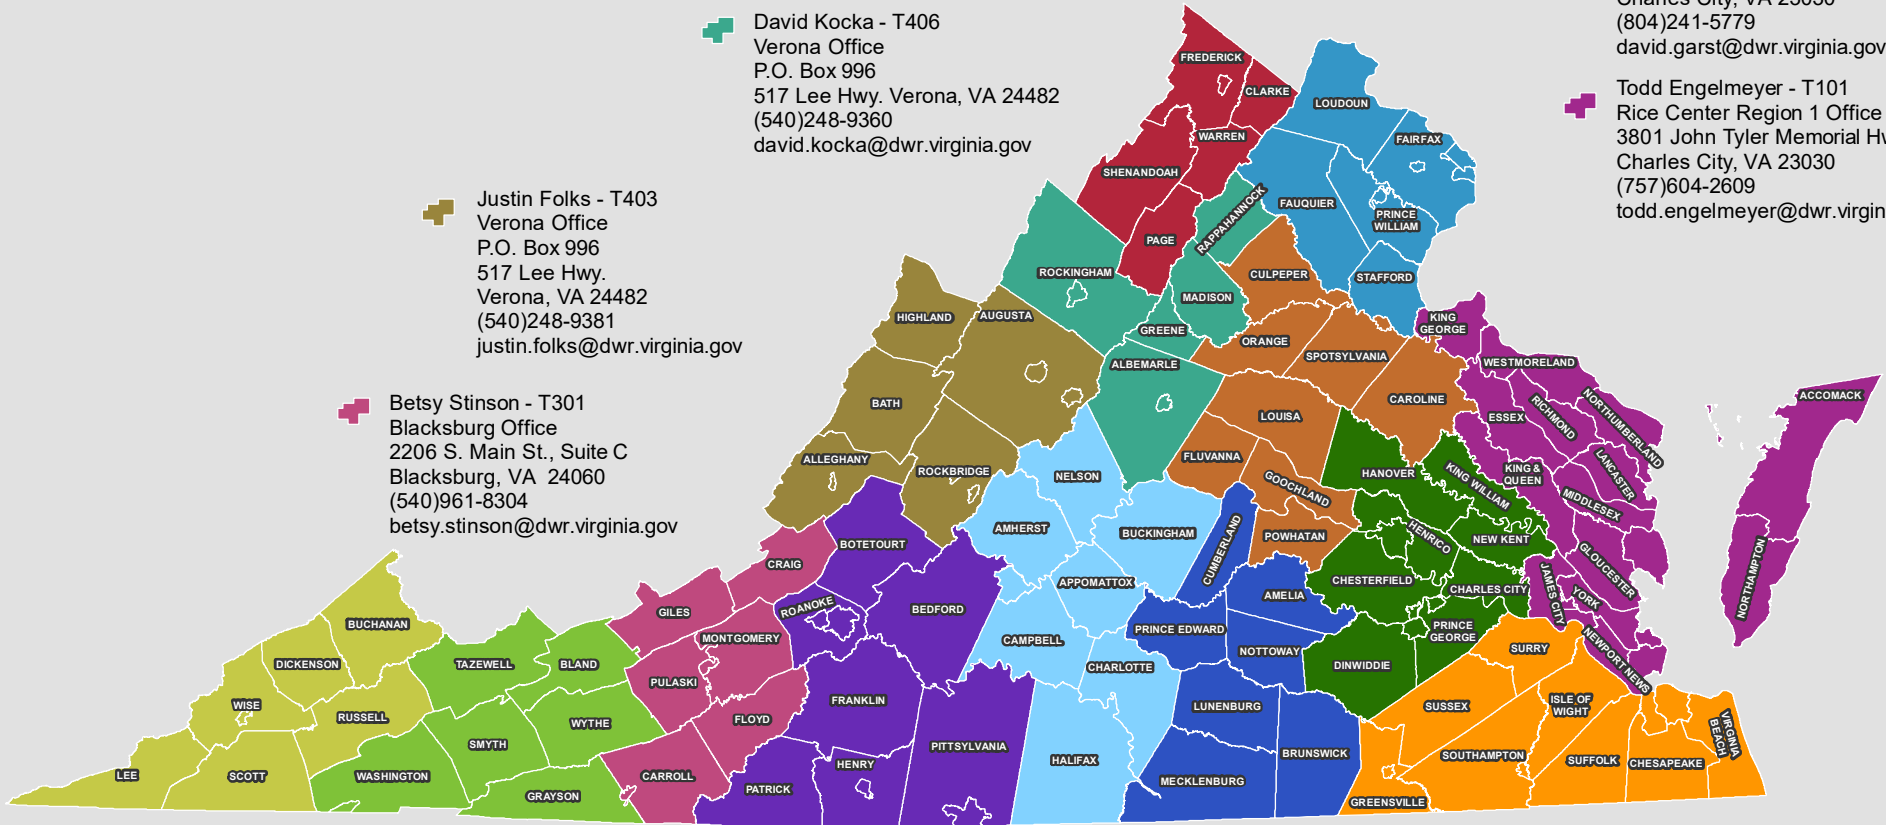 David Kocka - T406
Verona Office
P.O. Box 996
517 Lee Hwy. Verona, VA 24482
(540)248-9360
david.kocka@dwr.virginia.gov
(804)241-5779
david.garst@dwr.virginia.gov
Todd Engelmeyer - T101
Rice Center Region 1 Office
3801 John Tyler Memorial Hw
Charles City, VA 23030
(757)604-2609
todd.engelmeyer@dwr.virgin
Justin Folks - T403
Verona Office
P.O. Box 996
517 Lee Hwy.
Verona, VA 24482
(540)248-9381
justin.folks@dwr.virginia.gov
Betsy Stinson - T301
Blacksburg Office
2206 S. Main St., Suite C
Blacksburg, VA 24060
(540)961-8304
betsy.stinson@dwr.virginia.gov
FREDERICK
CLARKE
LOUDOUN
WARREN
FAIRFAX
SHENANDOAH
FAUQUIER
PRINCE
WILLIAM
RAPPAHANNOCK
PAGE
ROCKINGHAM
CULPEPER
STAFFORD
MADISON
HIGHLAND
AUGUSTA
GREENE
KING
GEORGE
ORANGE
SPOTSYLVANIA
ALBEMARLE
WESTMORELAND
ACCOMACK
BATH
CAROLINE
LOUISA
ESSEX
RICHMOND
NORTHUMBERLAND
ALLEGHANY
ROCKBRIDGE
NELSON
FLUVANNA
GOOCHLAND
HANOVER
KING WILLIAM
KING &
QUEEN
LANCASTER
MIDDLESEX
AMHERST
BUCKINGHAM
CUMBERLAND
POWHATAN
HENRICO
NEW KENT
BOTETOURT
CRAIG
APPOMATTOX
AMELIA
CHESTERFIELD
CHARLES CITY
JAMES CITY
GLOUCESTER
YORK
NORTHAMPTON
GILES
ROANOKE
BEDFORD
BUCHANAN
MONTGOMERY
CAMPBELL
PRINCE EDWARD
NOTTOWAY
PRINCE
GEORGE
SURRY
NEWPORT NEWS
DICKENSON
TAZEWELL
BLAND
PULASKI
CHARLOTTE
DINWIDDIE
WISE
RUSSELL
WYTHE
FLOYD
FRANKLIN
LUNENBURG
SUSSEX
ISLE OF
WIGHT
SMYTH
PITTSYLVANIA
HALIFAX
BRUNSWICK
SOUTHAMPTON
SUFFOLK
CHESAPEAKE
VIRGINIA
BEACH
LEE
SCOTT
WASHINGTON
GRAYSON
CARROLL
PATRICK
HENRY
MECKLENBURG
GREENSVILLE